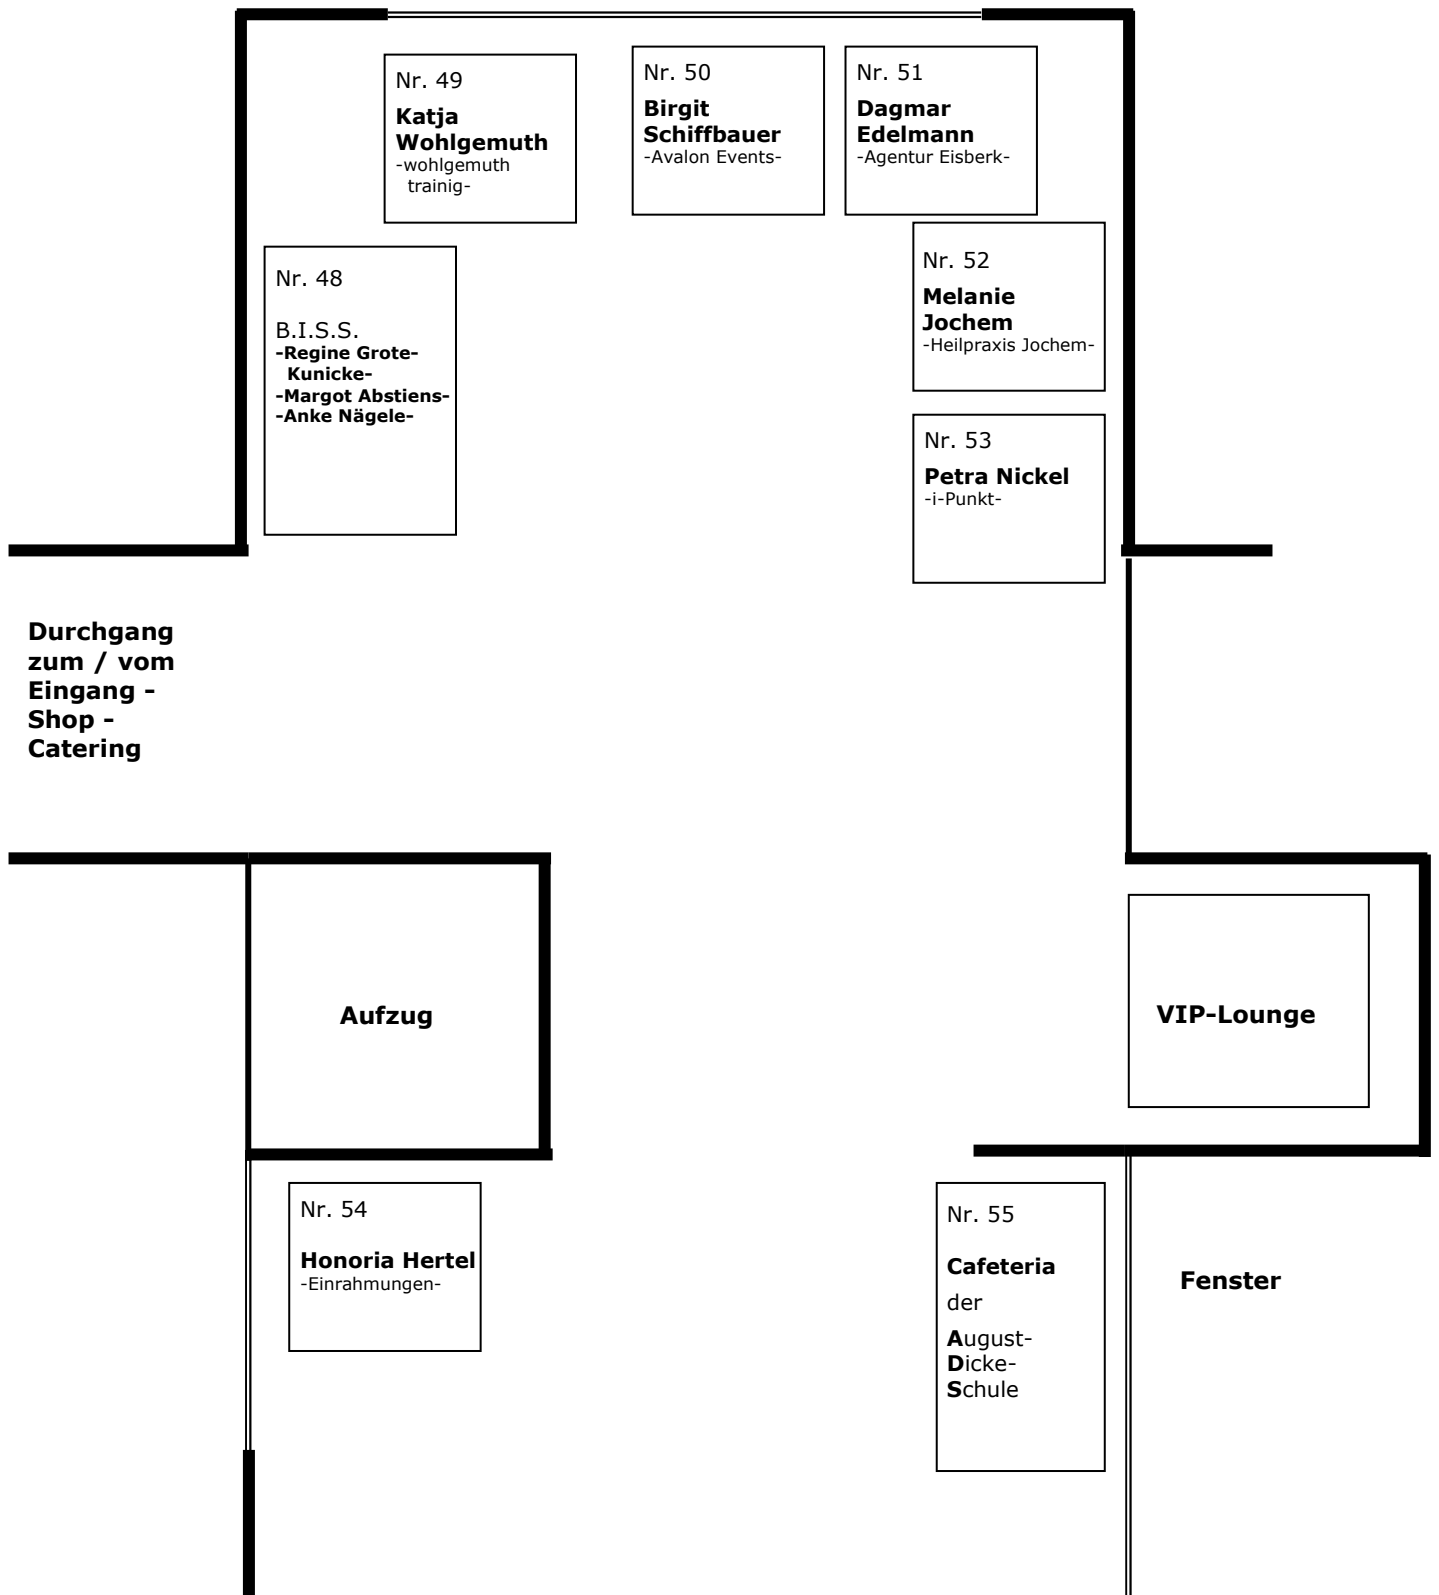 Nr. 49
Katja
Wohlgemuth
-wohlgemuth
trainig-
Nr. 50
Birgit
Schiffbauer
-Avalon Events-
Nr. 51
Dagmar
Edelmann
-Agentur Eisberk-
Nr. 48
B.I.S.S.
-Regine Grote-
Kunicke-
-Margot Abstiens-
-Anke Nägele-
Nr. 52
Melanie
Jochem
-Heilpraxis Jochem-
Nr. 53
Petra Nickel
-i-Punkt-
Durchgang
zum / vom
Eingang -
Shop -
Catering
Aufzug
VIP-Lounge
Nr. 54
Honoria Hertel
-Einrahmungen-
Nr. 55
Cafeteria
der
August-
Dicke-
Schule
Fenster